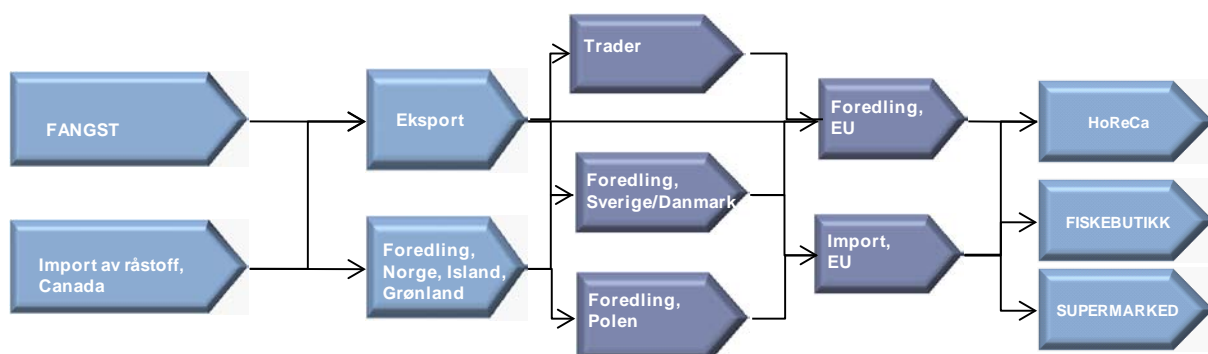 FANGST
Import av råstoff,
Canada
Eksport
Foredling,
Norge, Island,
Grønland
Trader
Foredling,
Sverige/Danmark
Foredling,
Polen
Foredling,
EU
Import,
EU
HoReCa
FISKEBUTIKK
SUPERMARKED